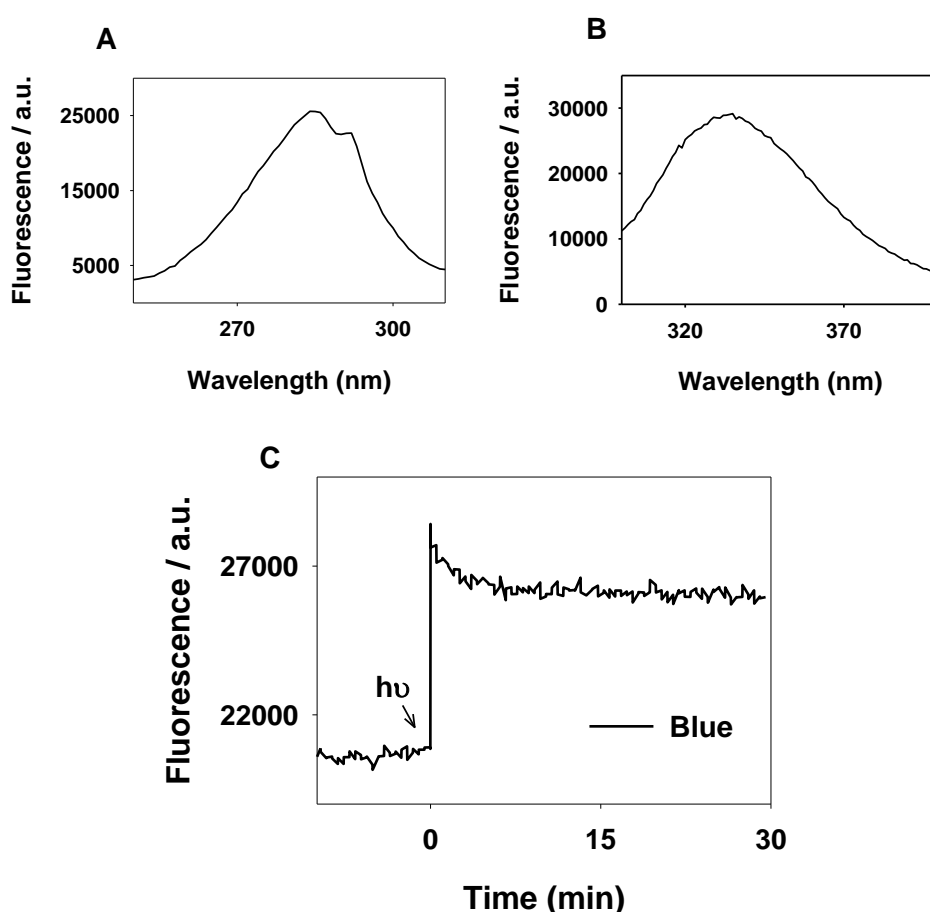 A
Fluorescence / a.u.
25000
15000
5000
270 300
Wavelength (nm)
B
Fluorescence / a.u.
30000
20000
10000
0
320 370
Wavelength (nm)
C
Fluorescence / a.u.
27000
22000
hυ
Blue
0 15 30
Time (min)